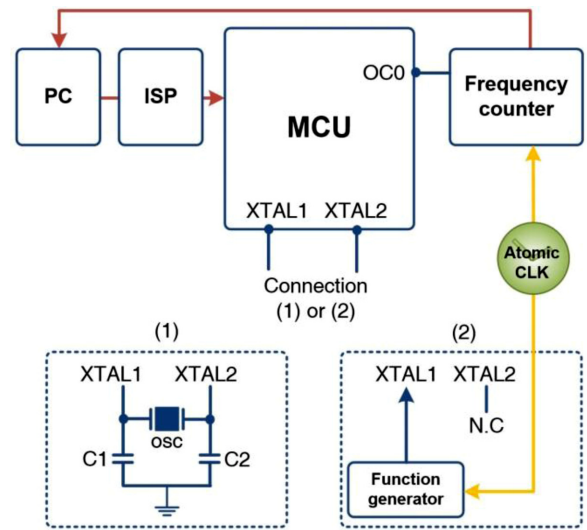 PC
ISP
MCU
OC0
Frequency
counter
XTAL1 XTAL2
Connection
(1) or (2)
Atomic
CLK
(1)
XTAL1 XTAL2
OSC
C1 C2
(2)
XTAL1 XTAL2
N.C
Function
generator